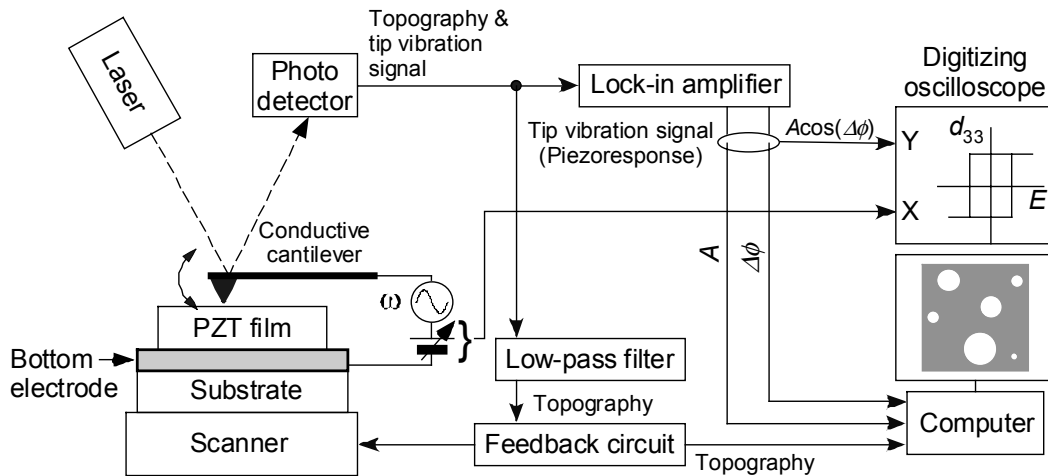 Topography &
tip vibration
signal
Laser
Photo
detector
Lock-in amplifier
Digitizing
oscilloscope
Tip vibration signal
(Piezoresponse)
Acos(Δϕ)
Y
d33
X
E
Conductive
cantilever
A
Δϕ
ω
}
PZT film
Bottom
electrode
Low-pass filter
Substrate
Topography
Computer
Scanner
Feedback circuit
Topography